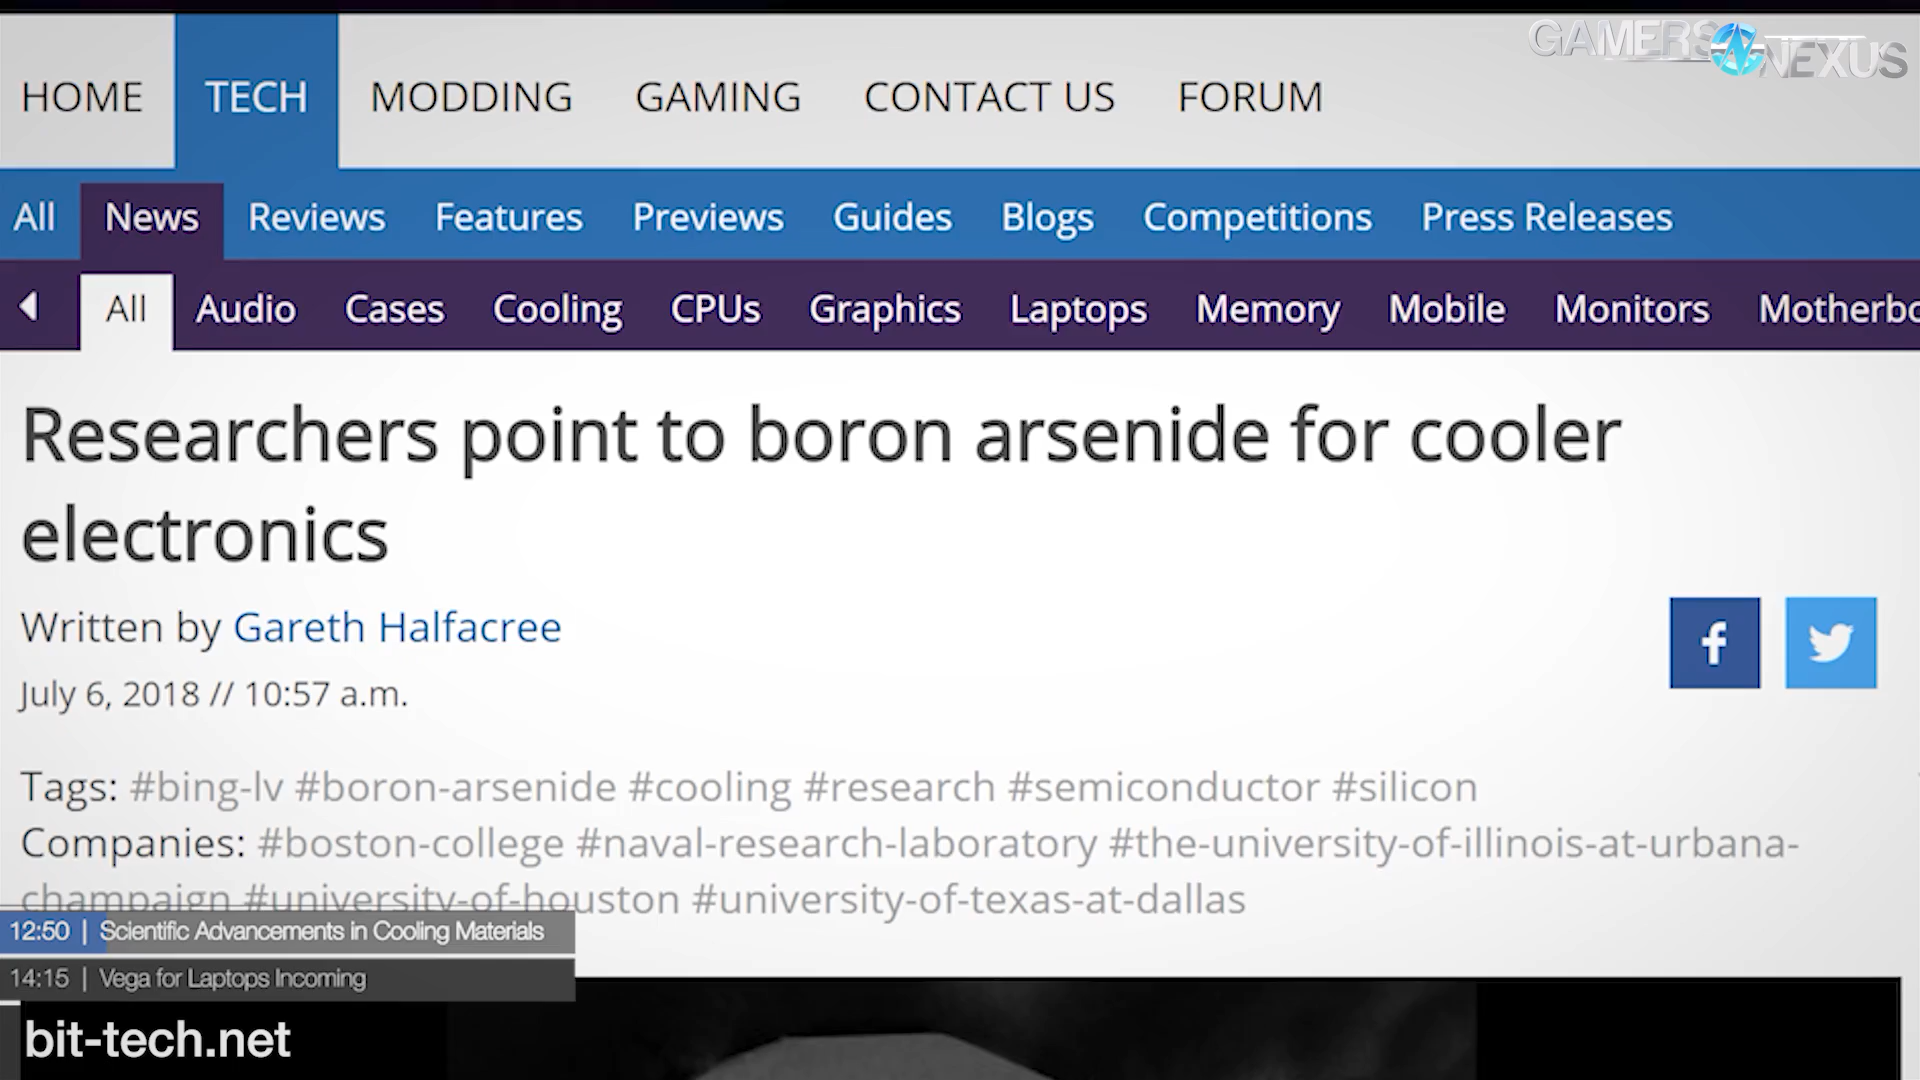 GAMERS NEXUS
HOME TECH MODDING GAMING CONTACT US FORUM
All News Reviews Features Previews Guides Blogs Competitions Press Releases
All Audio Cases Cooling CPUs Graphics Laptops Memory Mobile Monitors Motherbo
Researchers point to boron arsenide for cooler
electronics
Written by Gareth Halfacree
July 6, 2018 // 10:57 a.m.
Tags: #bing-lv #boron-arsenide #cooling #research #semiconductor #silicon
Companies: #boston-college #naval-research-laboratory #the-university-of-illinois-at-urbana-
champaign #university-of-houston #university-of-texas-at-dallas
12:50 | Scientific Advancements in Cooling Materials
14:15 | Vega for Laptops Incoming
bit-tech.net